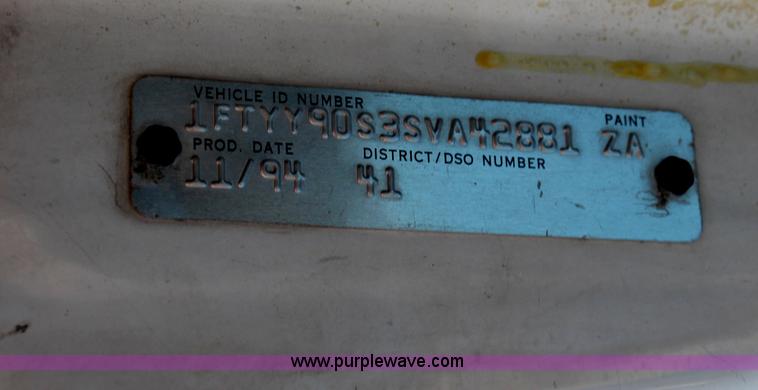 VEHICLE ID NUMBER
1FTYY90S3SVA42881
PAINT
ZA
PROD. DATE
11/94
DISTRICT/DSO NUMBER
41
www.purplewave.com